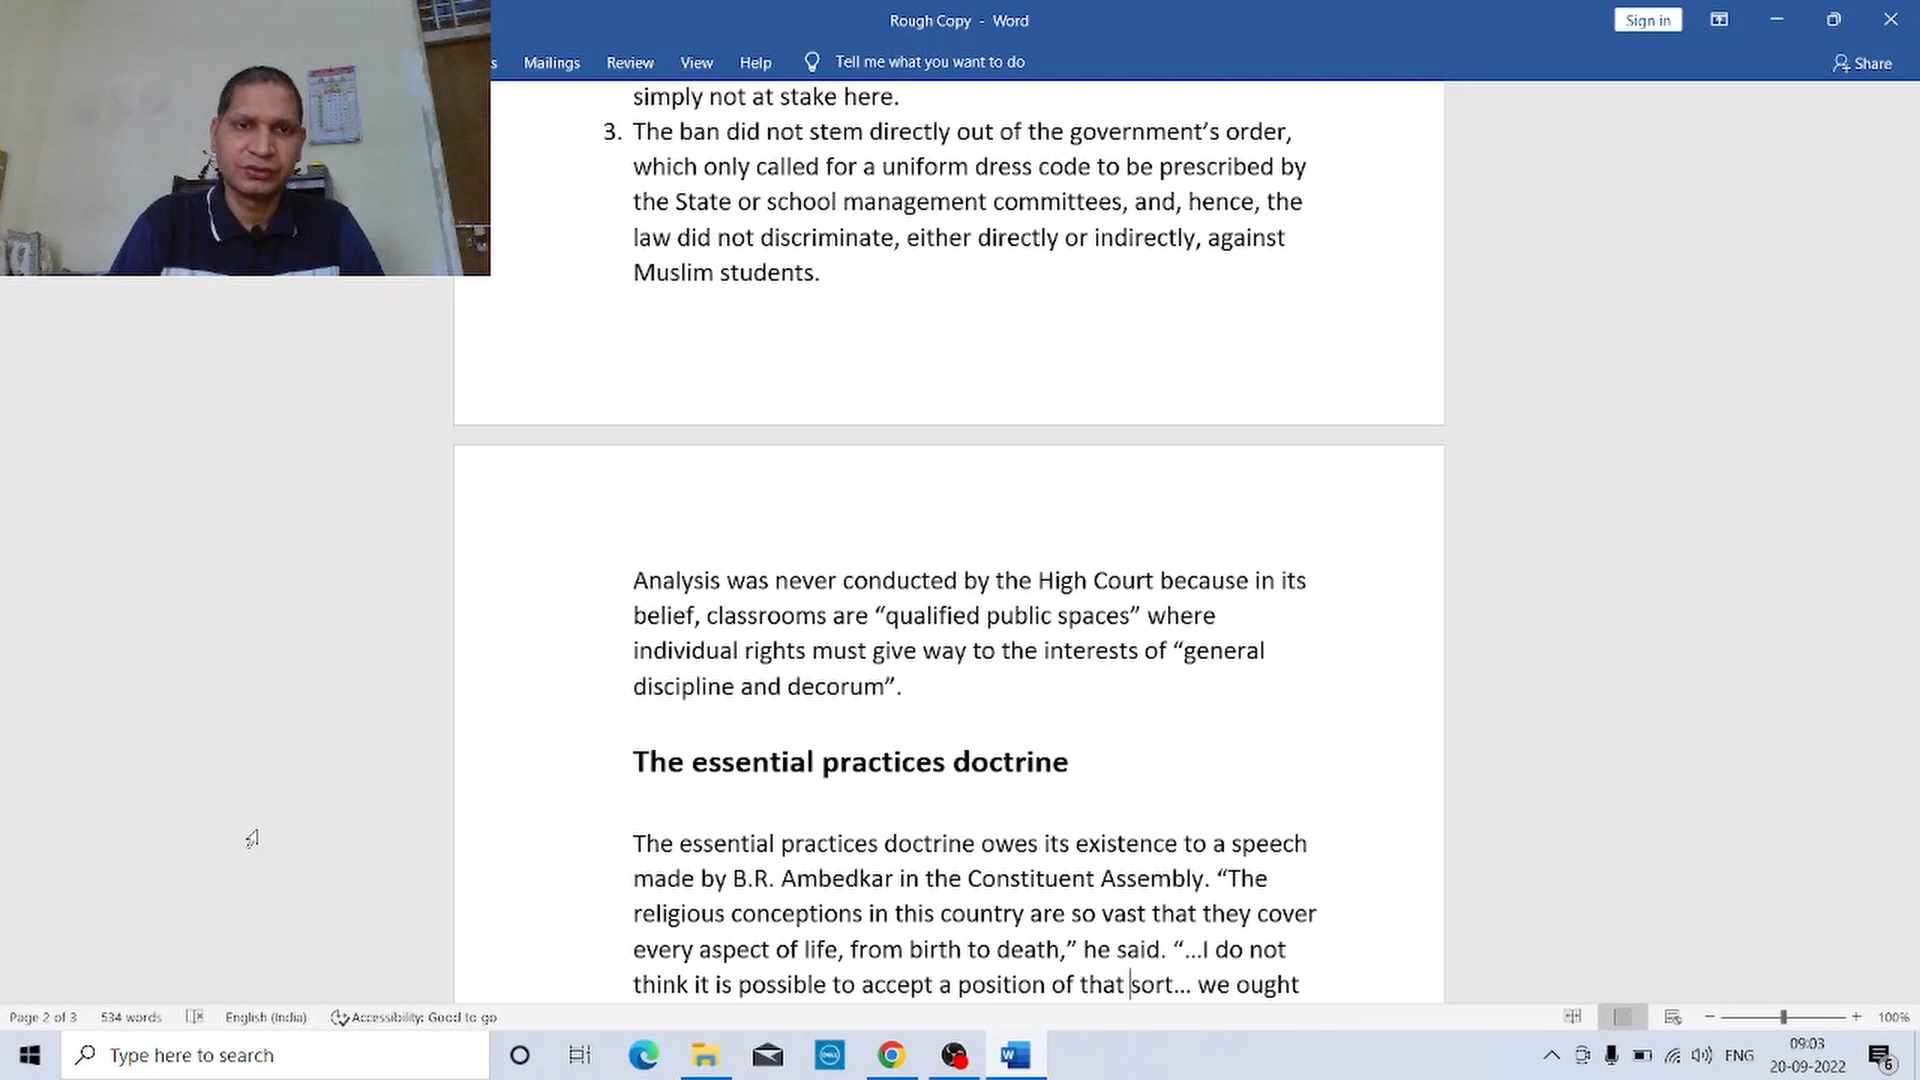 Rough Copy - Word
Sign in
s Mailings Review View Help Tell me what you want to do
Share
simply not at stake here.
3. The ban did not stem directly out of the government’s order,
which only called for a uniform dress code to be prescribed by
the State or school management committees, and, hence, the
law did not discriminate, either directly or indirectly, against
Muslim students.
Analysis was never conducted by the High Court because in its
belief, classrooms are “qualified public spaces” where
individual rights must give way to the interests of “general
discipline and decorum”.
The essential practices doctrine
The essential practices doctrine owes its existence to a speech
made by B.R. Ambedkar in the Constituent Assembly. “The
religious conceptions in this country are so vast that they cover
every aspect of life, from birth to death,” he said. “...I do not
think it is possible to accept a position of that sort... we ought
Page 2 of 3 534 words English (India) Accessibility: Good to go
100%
Type here to search
DELL
ENG
09:03
20-09-2022
6